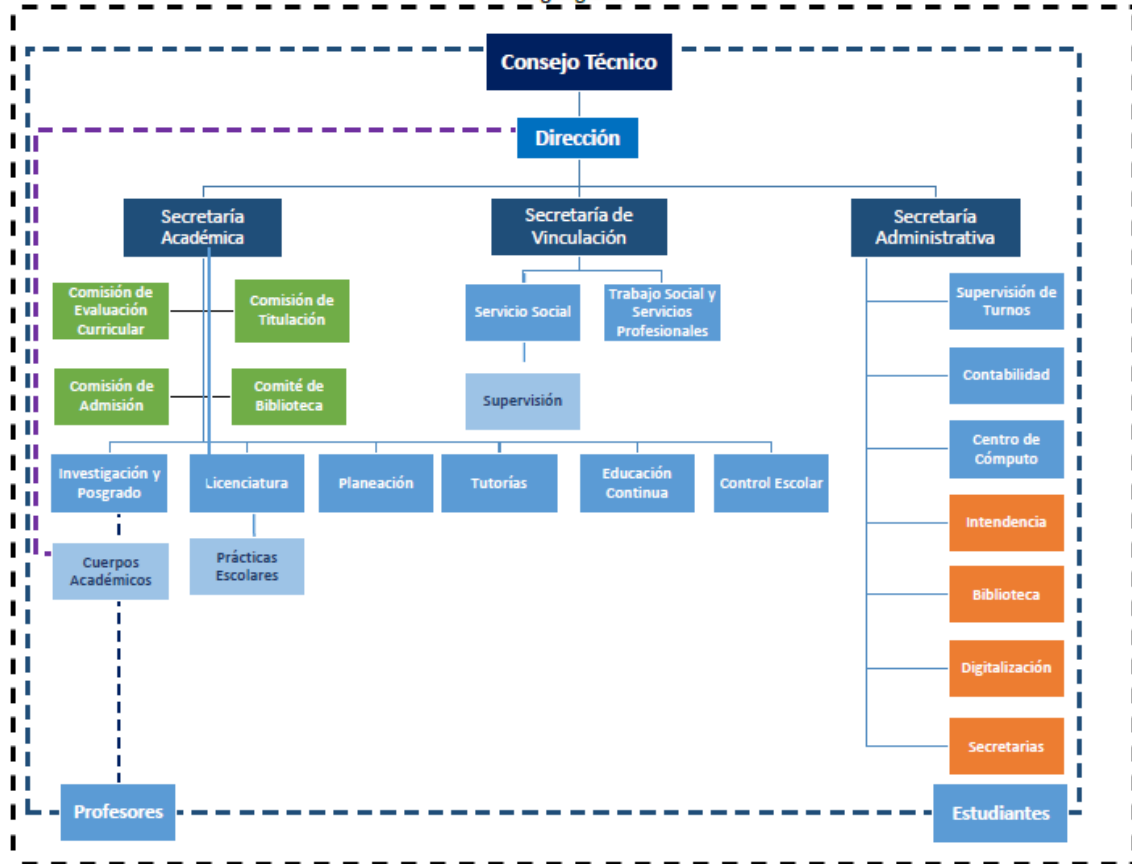 Consejo Técnico
Dirección
Secretaría
Académica
Secretaría de
Vinculación
Secretaría
Administrativa
Comisión de
Evaluación
Curricular
Comisión de
Titulación
Servicio Social
Trabajo Social y
Servicios
Profesionales
Supervisión de
Turnos
Comisión de
Admisión
Comité de
Biblioteca
Supervisión
Contabilidad
Centro de
Cómputo
Investigación y
Posgrado
Licenciatura
Planeación
Tutorías
Educación
Continua
Control Escolar
Intendencia
Cuerpos
Académicos
Prácticas
Escolares
Biblioteca
Digitalización
Secretarias
Profesores
Estudiantes